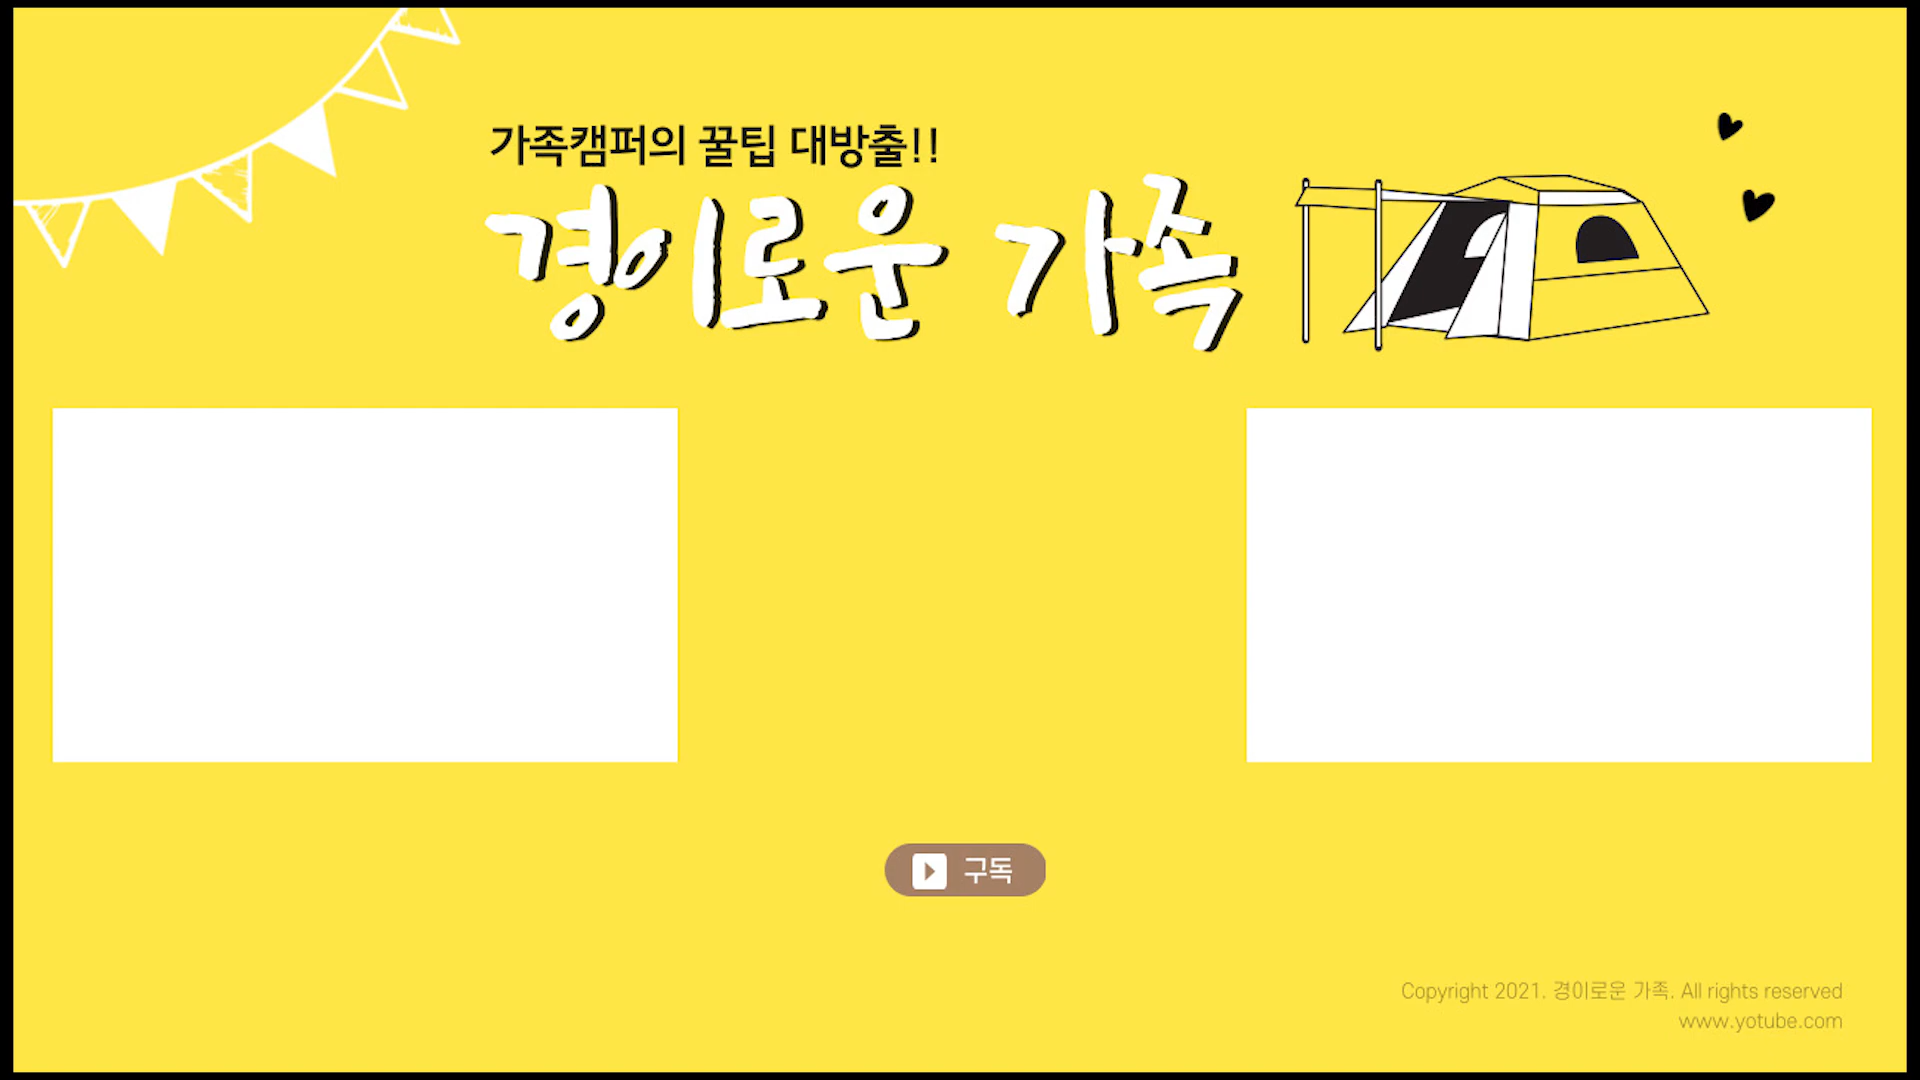 가족캠퍼의 꿀팁 대방출!!
경이로운 가족
구독
Copyright 2021. 경이로운 가족. All rights reserved
www.yotube.com